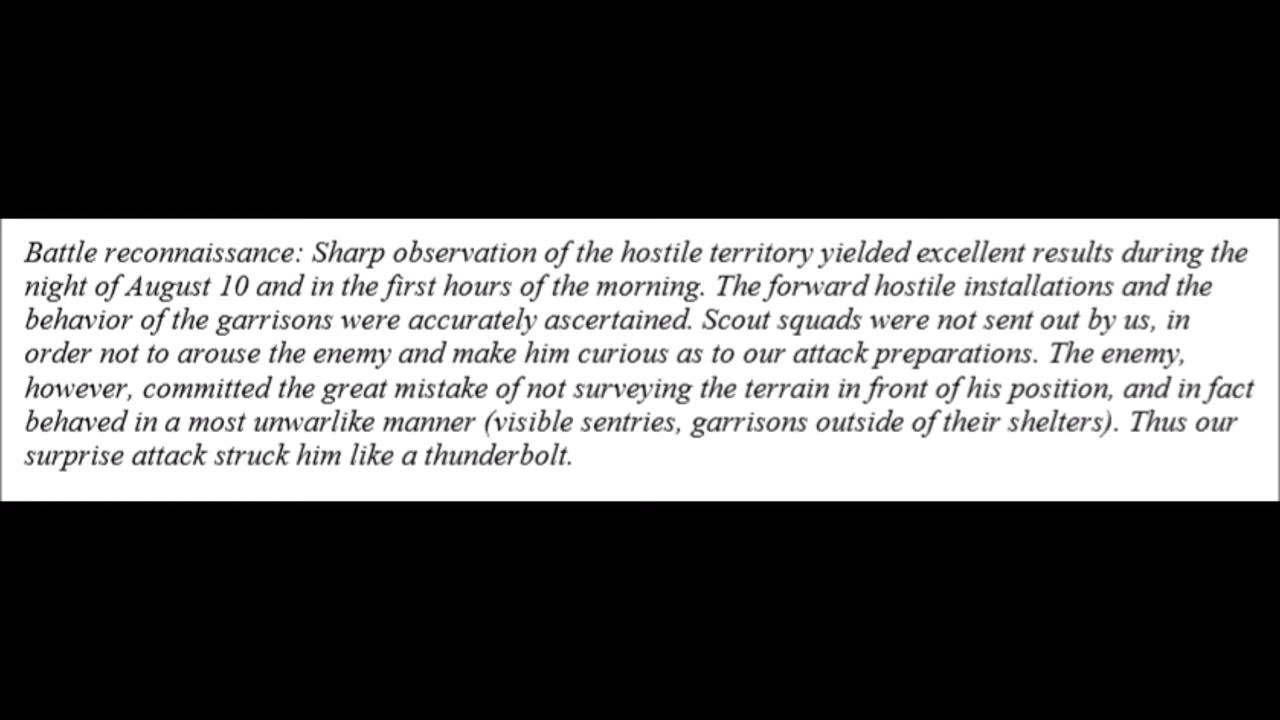 Battle reconnaissance: Sharp observation of the hostile territory yielded excellent results during the
night of August 10 and in the first hours of the morning. The forward hostile installations and the
behavior of the garrisons were accurately ascertained. Scout squads were not sent out by us, in
order not to arouse the enemy and make him curious as to our attack preparations. The enemy,
however, committed the great mistake of not surveying the terrain in front of his position, and in fact
behaved in a most unwarlike manner (visible sentries, garrisons outside of their shelters). Thus our
surprise attack struck him like a thunderbolt.